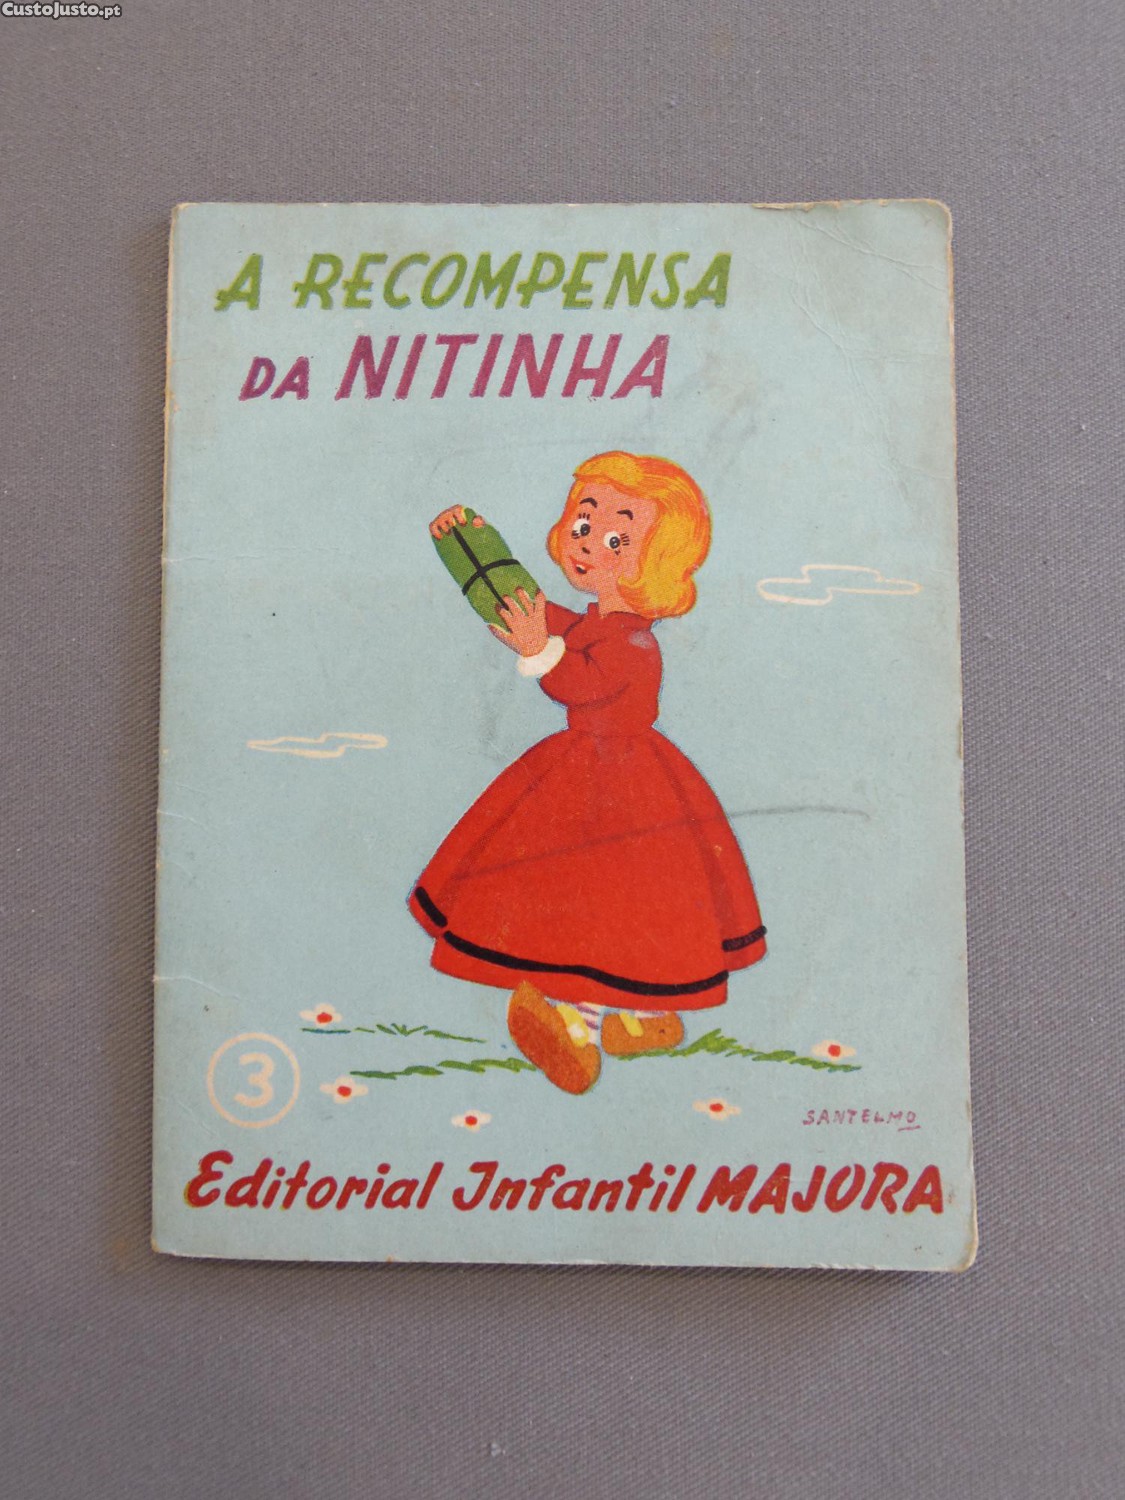 CustoJusto.pt
A RECOMPENSA
DA NITINHA
3
SANTELMO
Editorial Infantil MAJORA